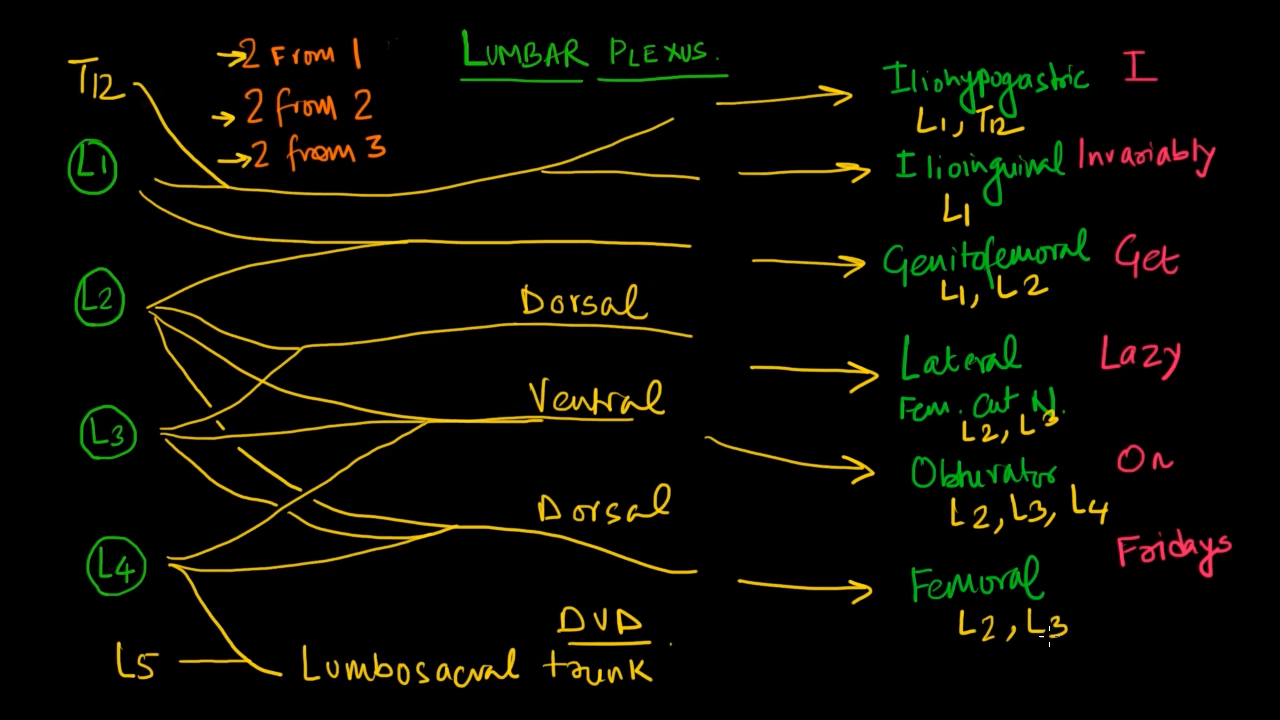 LUMBAR PLEXUS.
→2 From 1
→ 2 from 2
→2 from 3
T12
L1
L2
L3
L4
L5
Dorsal
Ventral
Dorsal
DVD
Lumbosacral trunk
Iliohypogastric I
L1, T12
Ilioinguinal Invariably
L1
Genitofemoral Get
L1, L2
Lateral Lazy
Fem. Cut N.
L2, L3
Obturator On
L2, L3, L4
Femoral Fridays
L2, L3